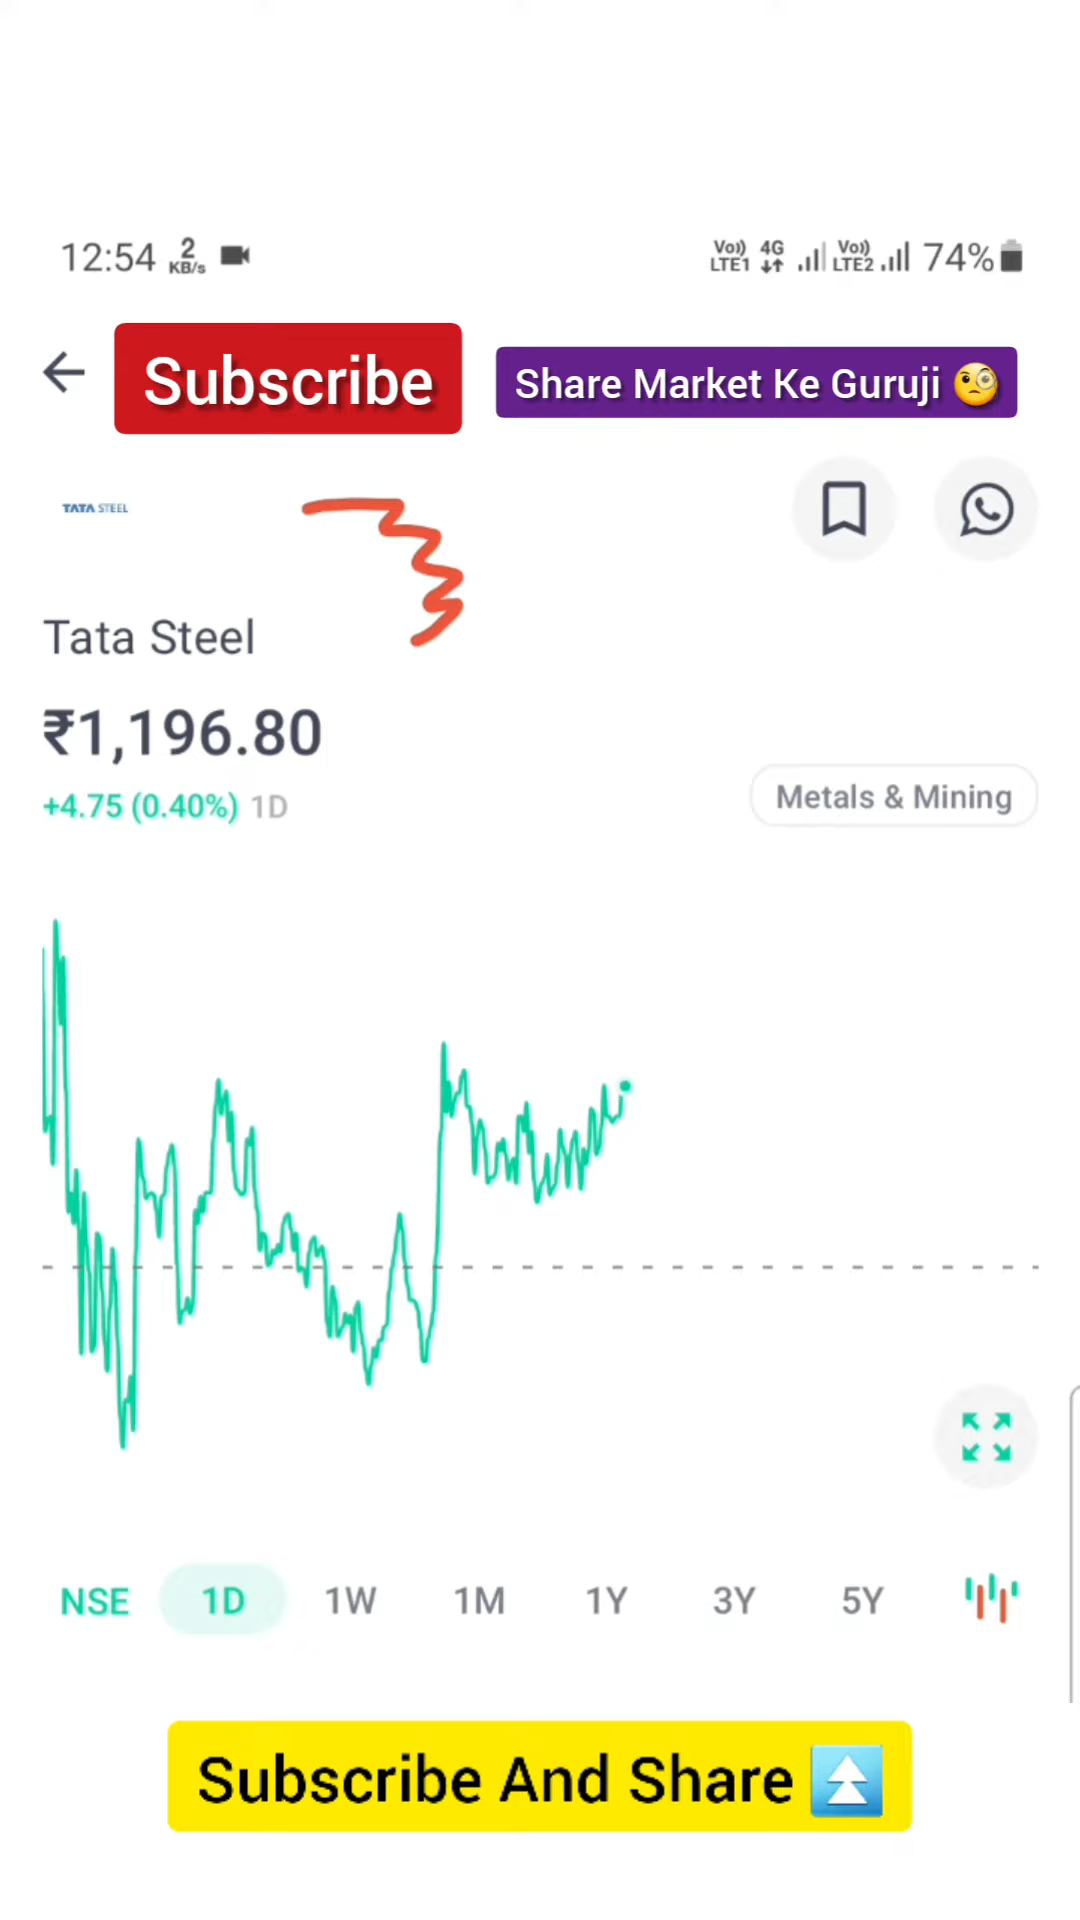 12:54 2 KB/s Vo)) LTE1 4G Vo)) LTE2 74%
Subscribe
Share Market Ke Guruji
TATA STEEL
Tata Steel
₹1,196.80
+4.75 (0.40%) 1D
Metals & Mining
NSE 1D 1W 1M 1Y 3Y 5Y
Subscribe And Share